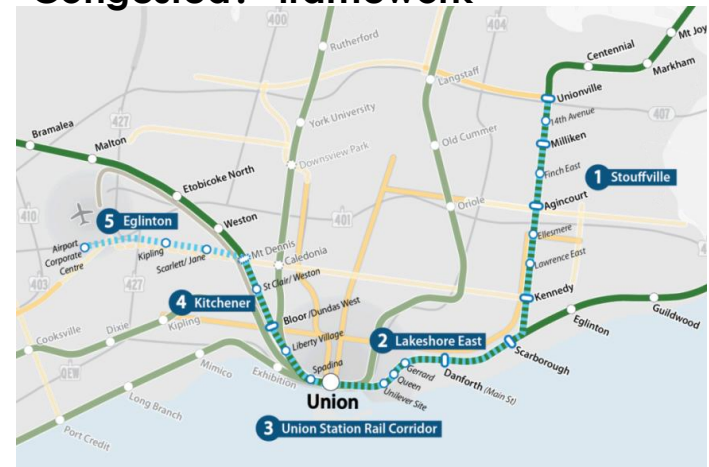 Congested: framework
400
Rutherford
Langstaff
Centennial
Mt Joy
Markham
Unionville
407
14th Avenue
Milliken
427
Bramalea
Malton
York University
Old Cummer
Downsview Park
Finch East
1 Stouffville
Etobicoke North
Agincourt
410
5 Eglinton
Weston
401
Oriole
Ellesmere
Airport
Corporate
Centre
Kipling
Scarlett/ Jane
Mt Dennis
Caledonia
Lawrence East
403
427
St Clair/ Weston
4 Kitchener
Kennedy
Bloor /Dundas West
Guildwood
Eglinton
Cooksville
Dixie
Kipling
Liberty Village
2 Lakeshore East
Scarborough
QEW
Mimico
Exhibition
Spadina
Gerrard
Queen
Unilever Site
Danforth (Main St)
Long Branch
Union
Port Credit
3 Union Station Rail Corridor